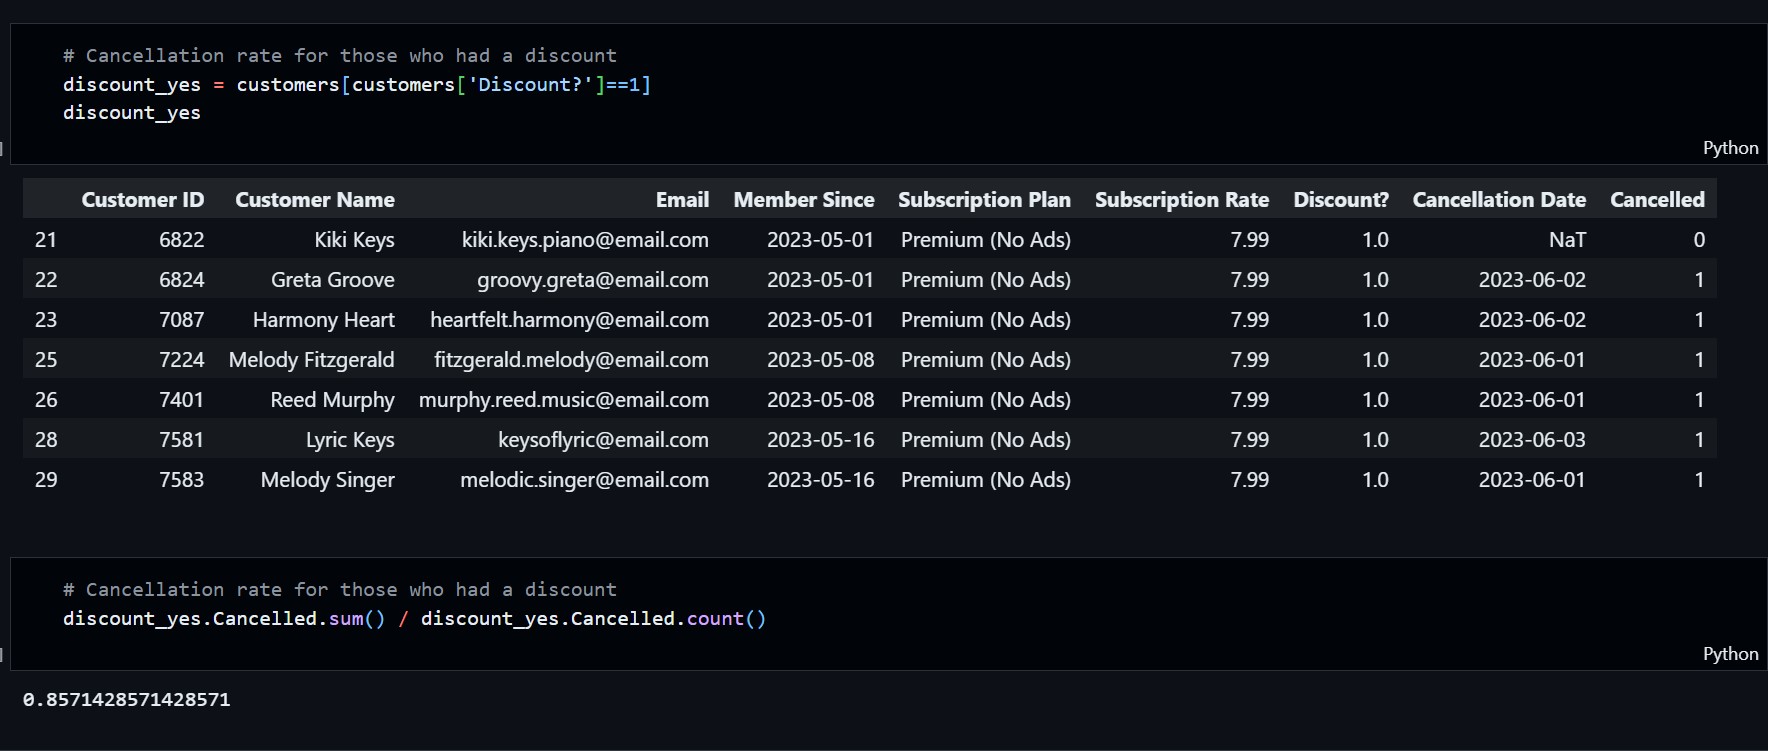 # Cancellation rate for those who had a discount
discount_yes = customers[customers['Discount?']==1]
discount_yes
Python
Customer ID Customer Name Email Member Since Subscription Plan Subscription Rate Discount? Cancellation Date Cancelled
21 6822 Kiki Keys kiki.keys.piano@email.com 2023-05-01 Premium (No Ads) 7.99 1.0 NaT 0
22 6824 Greta Groove groovy.greta@email.com 2023-05-01 Premium (No Ads) 7.99 1.0 2023-06-02 1
23 7087 Harmony Heart heartfelt.harmony@email.com 2023-05-01 Premium (No Ads) 7.99 1.0 2023-06-02 1
25 7224 Melody Fitzgerald fitzgerald.melody@email.com 2023-05-08 Premium (No Ads) 7.99 1.0 2023-06-01 1
26 7401 Reed Murphy murphy.reed.music@email.com 2023-05-08 Premium (No Ads) 7.99 1.0 2023-06-01 1
28 7581 Lyric Keys keysoflyric@email.com 2023-05-16 Premium (No Ads) 7.99 1.0 2023-06-03 1
29 7583 Melody Singer melodic.singer@email.com 2023-05-16 Premium (No Ads) 7.99 1.0 2023-06-01 1
# Cancellation rate for those who had a discount
discount_yes.Cancelled.sum() / discount_yes.Cancelled.count()
Python
0.8571428571428571